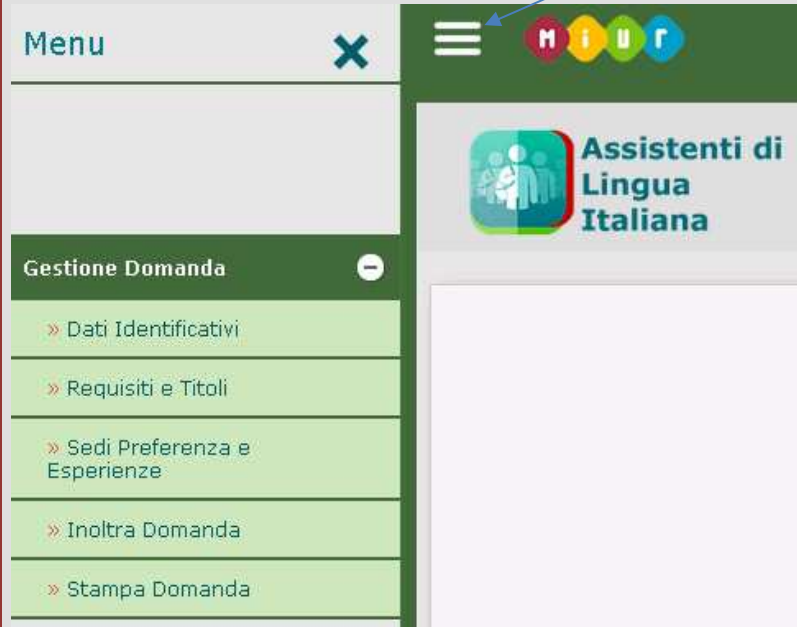 Menu
MIUr
Assistenti di
Lingua
Italiana
Gestione Domanda
» Dati Identificativi
» Requisiti e Titoli
» Sedi Preferenza e
Esperienze
» Inoltra Domanda
» Stampa Domanda